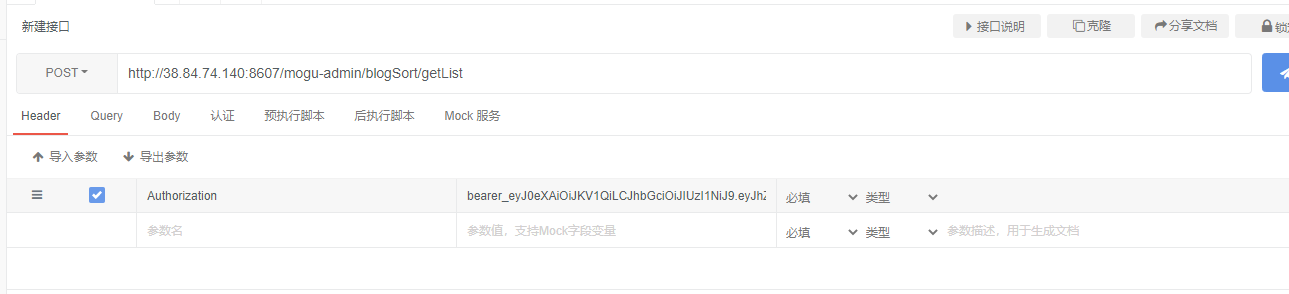 新建接口
接口说明
克隆
分享文档
POST
http://38.84.74.140:8607/mogu-admin/blogSort/getList
Header
Query
Body
认证
预执行脚本
后执行脚本
Mock 服务
导入参数
导出参数
Authorization
bearer_eyJ0eXAiOiJKV1QiLCJhbGciOiJIUzI1NiJ9.eyJhZ
必填
类型
参数名
参数值，支持Mock字段变量
必填
类型
参数描述，用于生成文档